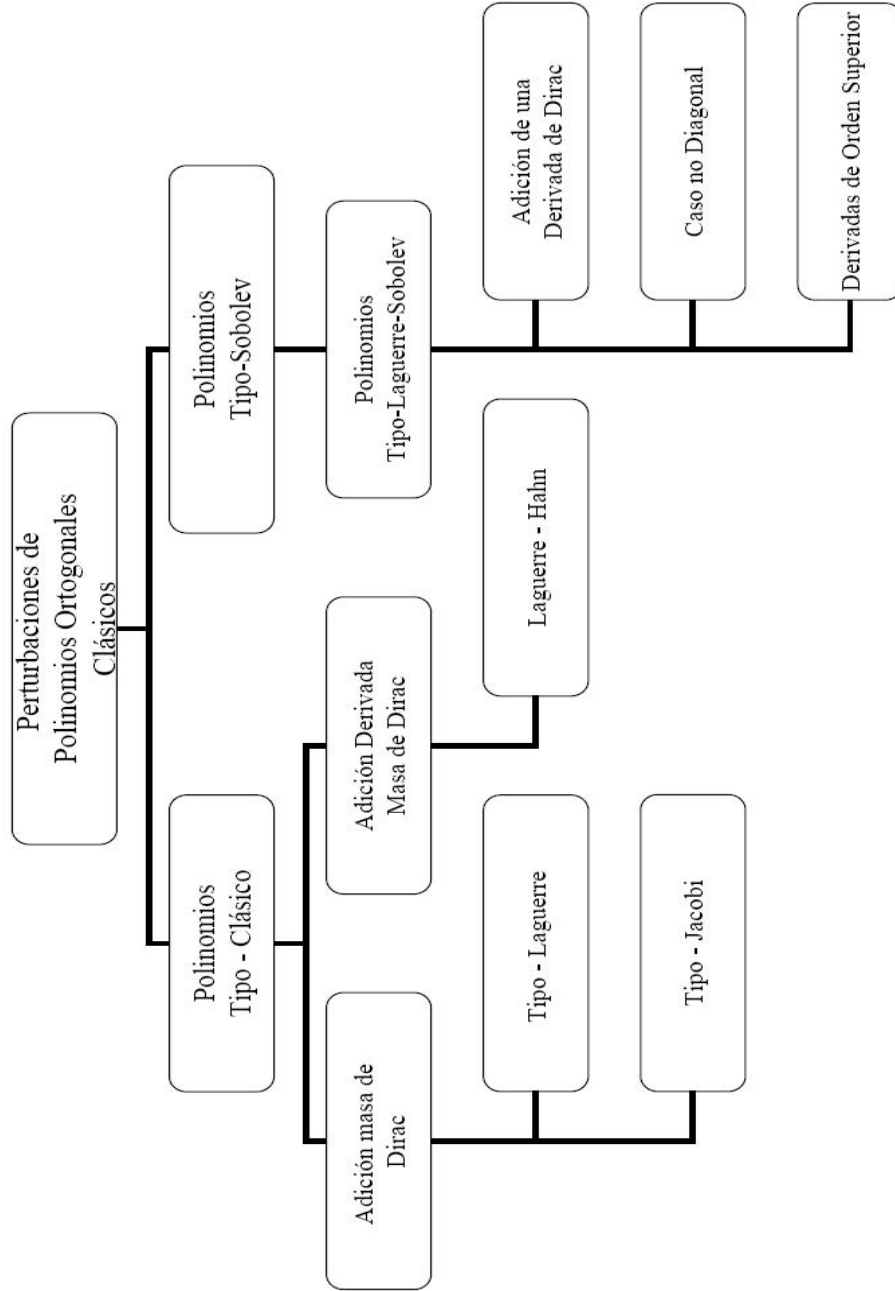 Perturbaciones de
Polinomios Ortogonales
Clásicos
Polinomios
Tipo - Clásico
Polinomios
Tipo-Sobolev
Adición masa de
Dirac
Adición Derivada
Masa de Dirac
Polinomios
Tipo-Laguerre-Sobolev
Tipo - Laguerre
Laguerre - Hahn
Adición de una
Derivada de Dirac
Tipo - Jacobi
Caso no Diagonal
Derivadas de Orden Superior